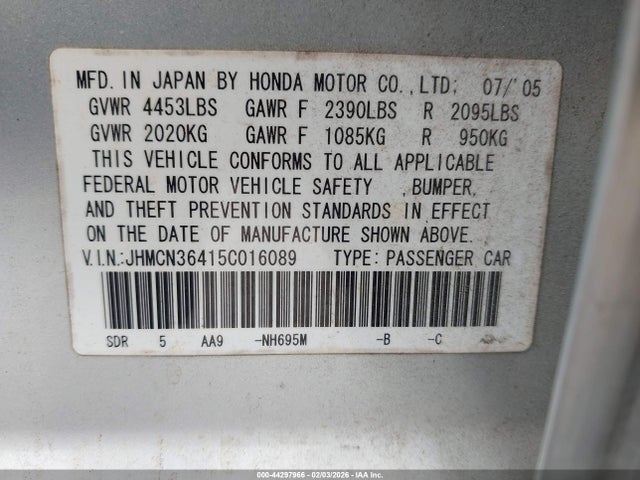 MFD. IN JAPAN BY HONDA MOTOR CO.,LTD; 07/'05
GVWR 4453LBS GAWR F 2390LBS R 2095LBS
GVWR 2020KG GAWR F 1085KG R 950KG
THIS VEHICLE CONFORMS TO ALL APPLICABLE
FEDERAL MOTOR VEHICLE SAFETY ,BUMPER,
AND THEFT PREVENTION STANDARDS IN EFFECT
ON THE DATE OF MANUFACTURE SHOWN ABOVE.
V.I.N.:JHMCN36415C016089 TYPE: PASSENGER CAR
SDR 5 AA9 -NH695M -B -C
000-44297966 - 02/03/2026 - IAA Inc.